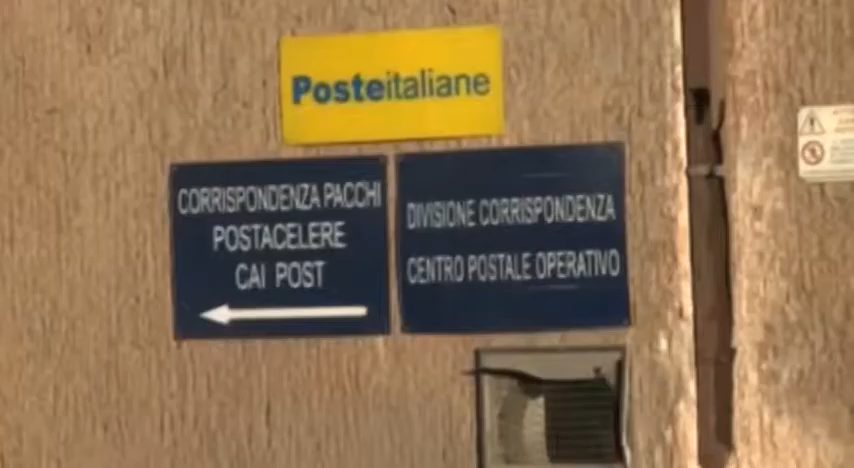 Posteitaliane
CORRISPONDENZA PACCHI
POSTACELERE
CAI POST
DIVISIONE CORRISPONDENZA
CENTRO POSTALE OPERATIVO